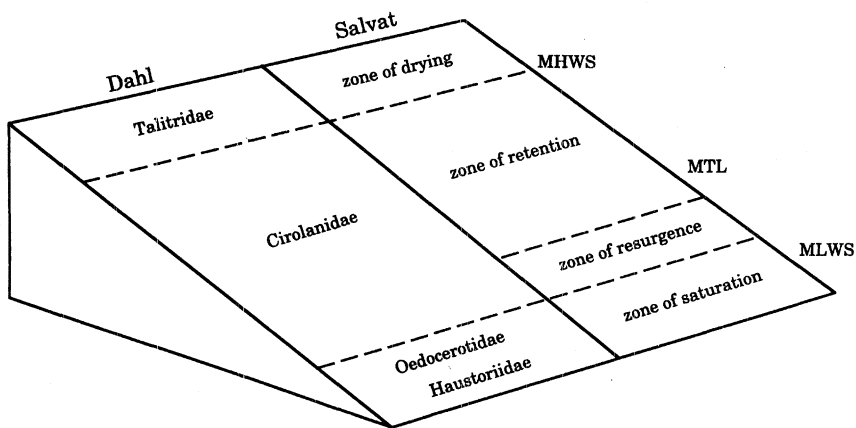 Dahl
Salvat
Talitridae
zone of drying
MHWS
Cirolanidae
zone of retention
MTL
zone of resurgence
MLWS
Oedocerotidae
Haustoriidae
zone of saturation